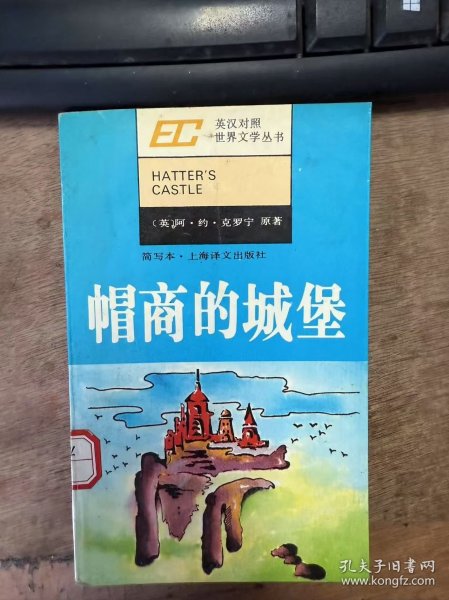 EC
英汉对照
世界文学丛书
HATTER'S
CASTLE
〔英〕阿·约·克罗宁 原著
简写本·上海译文出版社
帽商的城堡
孔夫子旧书网
www.kongfz.com